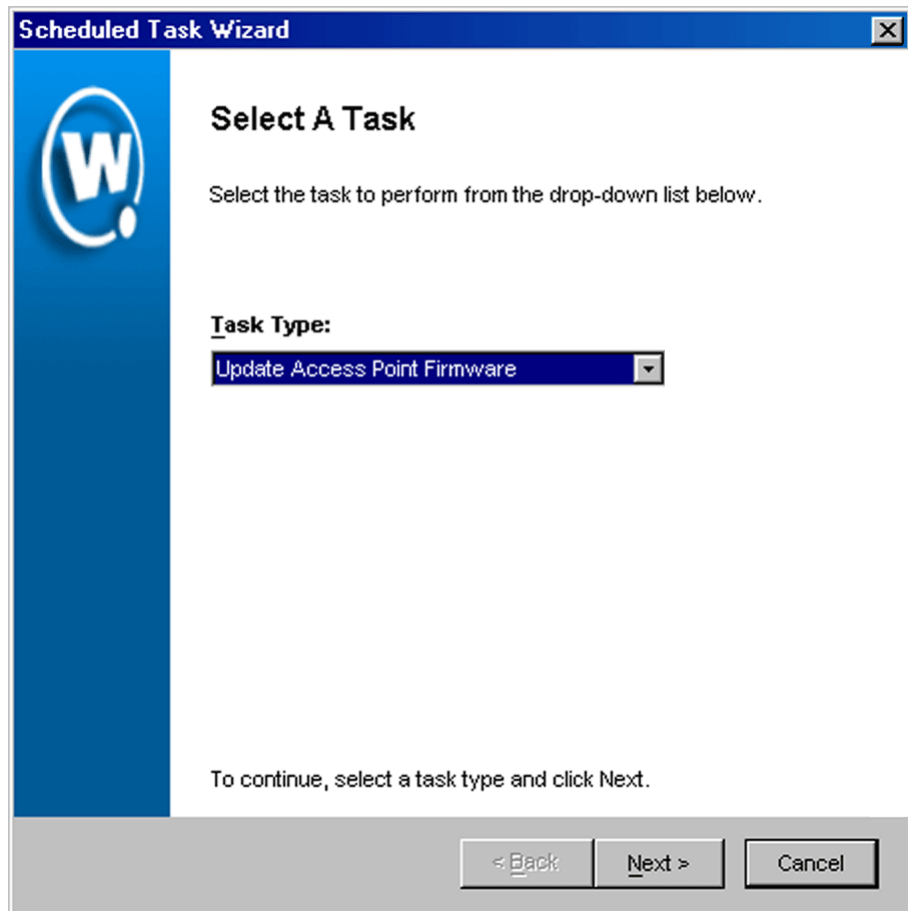 Scheduled Task Wizard
W
Select A Task
Select the task to perform from the drop-down list below.
Task Type:
Update Access Point Firmware
To continue, select a task type and click Next.
< Back
Next >
Cancel